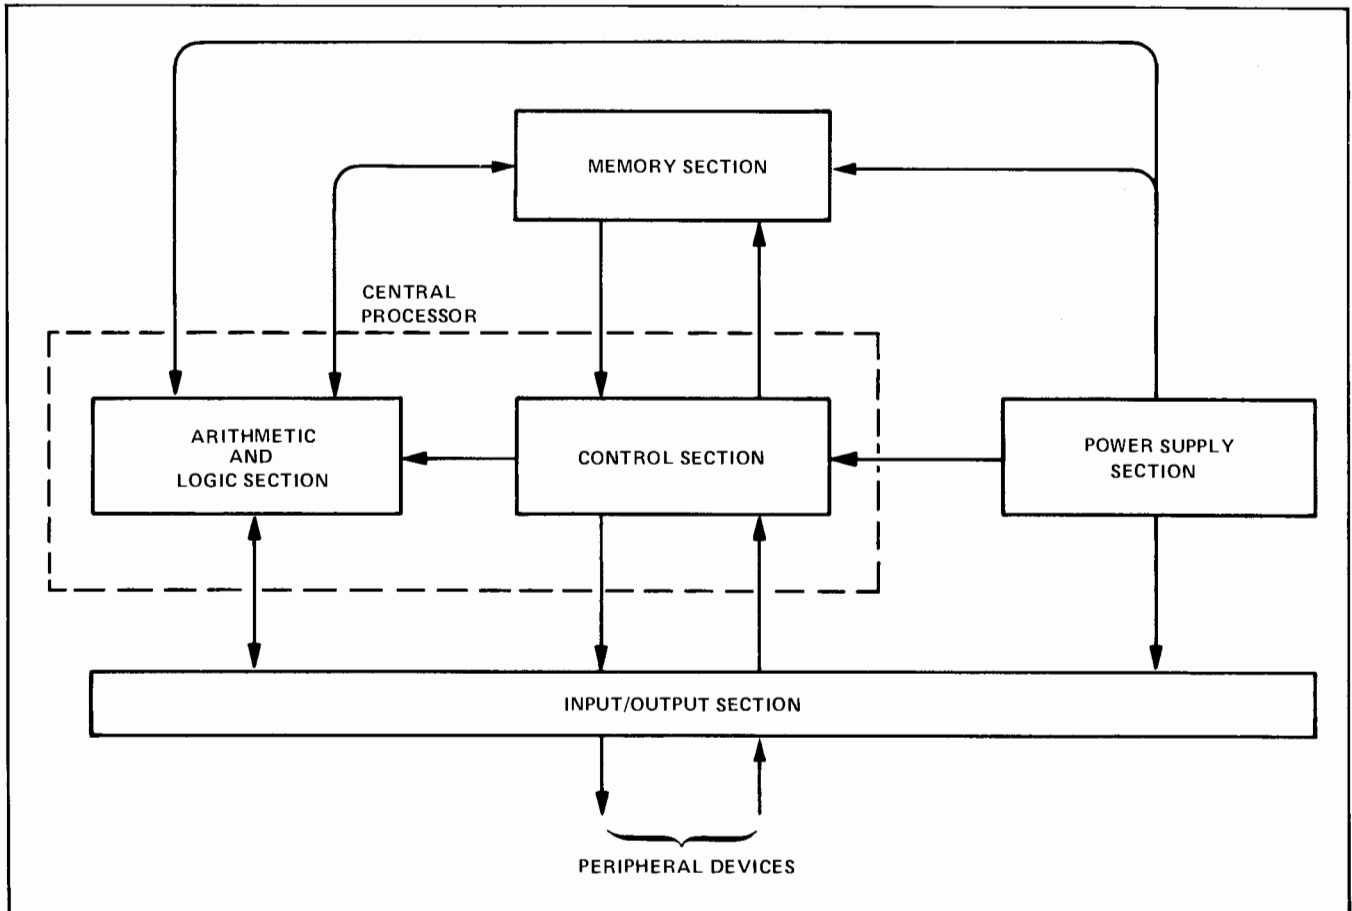 MEMORY SECTION
CENTRAL
PROCESSOR
ARITHMETIC
AND
LOGIC SECTION
CONTROL SECTION
POWER SUPPLY
SECTION
INPUT/OUTPUT SECTION
PERIPHERAL DEVICES